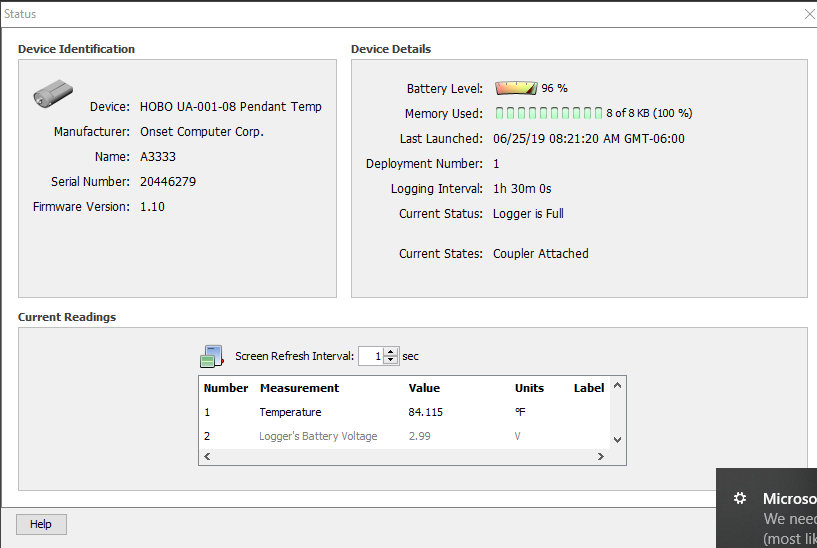 Status
Device Identification
Device: HOBO UA-001-08 Pendant Temp
Manufacturer: Onset Computer Corp.
Name: A3333
Serial Number: 20446279
Firmware Version: 1.10
Device Details
Battery Level: 96 %
Memory Used: 8 of 8 KB (100 %)
Last Launched: 06/25/19 08:21:20 AM GMT-06:00
Deployment Number: 1
Logging Interval: 1h 30m 0s
Current Status: Logger is Full
Current States: Coupler Attached
Current Readings
Screen Refresh Interval: 1 sec
Number Measurement Value Units Label
1 Temperature 84.115 °F
2 Logger's Battery Voltage 2.99 V
Help
Microso
We need
(most lik